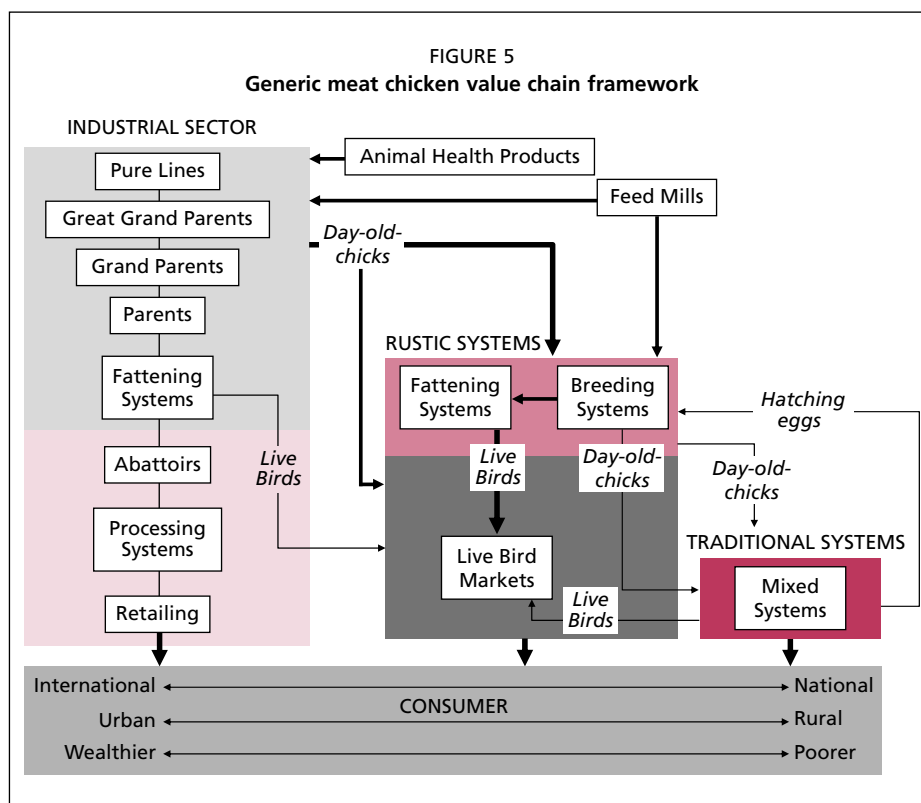 FIGURE 5
Generic meat chicken value chain framework
INDUSTRIAL SECTOR
Pure Lines
Great Grand Parents
Grand Parents
Parents
Fattening
Systems
Abattoirs
Processing
Systems
Retailing
Live
Birds
Animal Health Products
Feed Mills
Day-old-
chicks
RUSTIC SYSTEMS
Fattening
Systems
Breeding
Systems
Live
Birds
Day-old-
chicks
Live Bird
Markets
Hatching
eggs
Day-old-
chicks
TRADITIONAL SYSTEMS
Mixed
Systems
Live
Birds
CONSUMER
International
National
Urban
Rural
Wealthier
Poorer